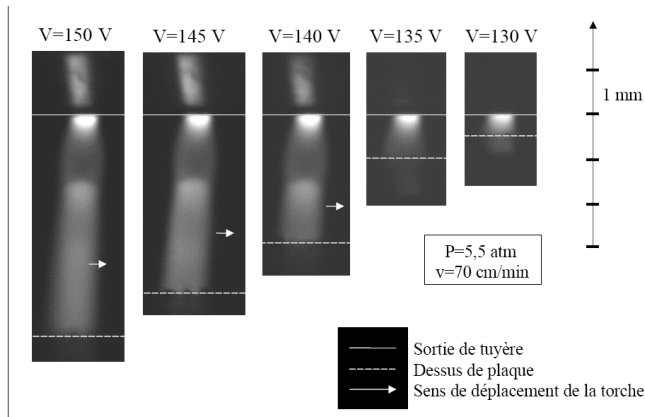 V=150 V
V=145 V
V=140 V
V=135 V
V=130 V
1 mm
P=5,5 atm
v=70 cm/min
Sortie de tuyère
Dessus de plaque
Sens de déplacement de la torche